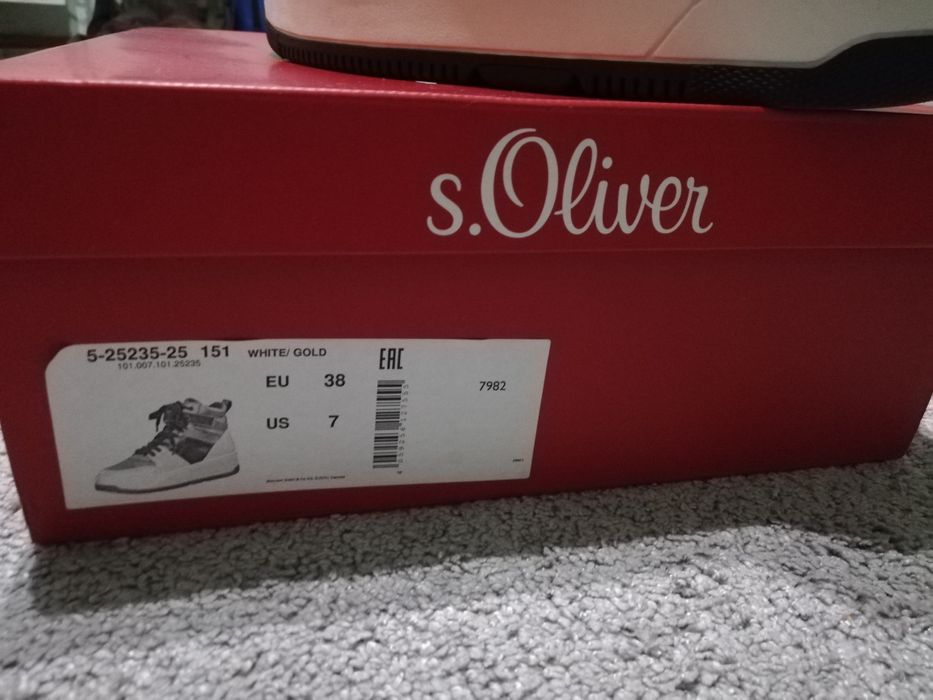 s.Oliver
5-25235-25 151 WHITE/ GOLD
101.007.101.25235
EAC
EU 38
7982
US 7